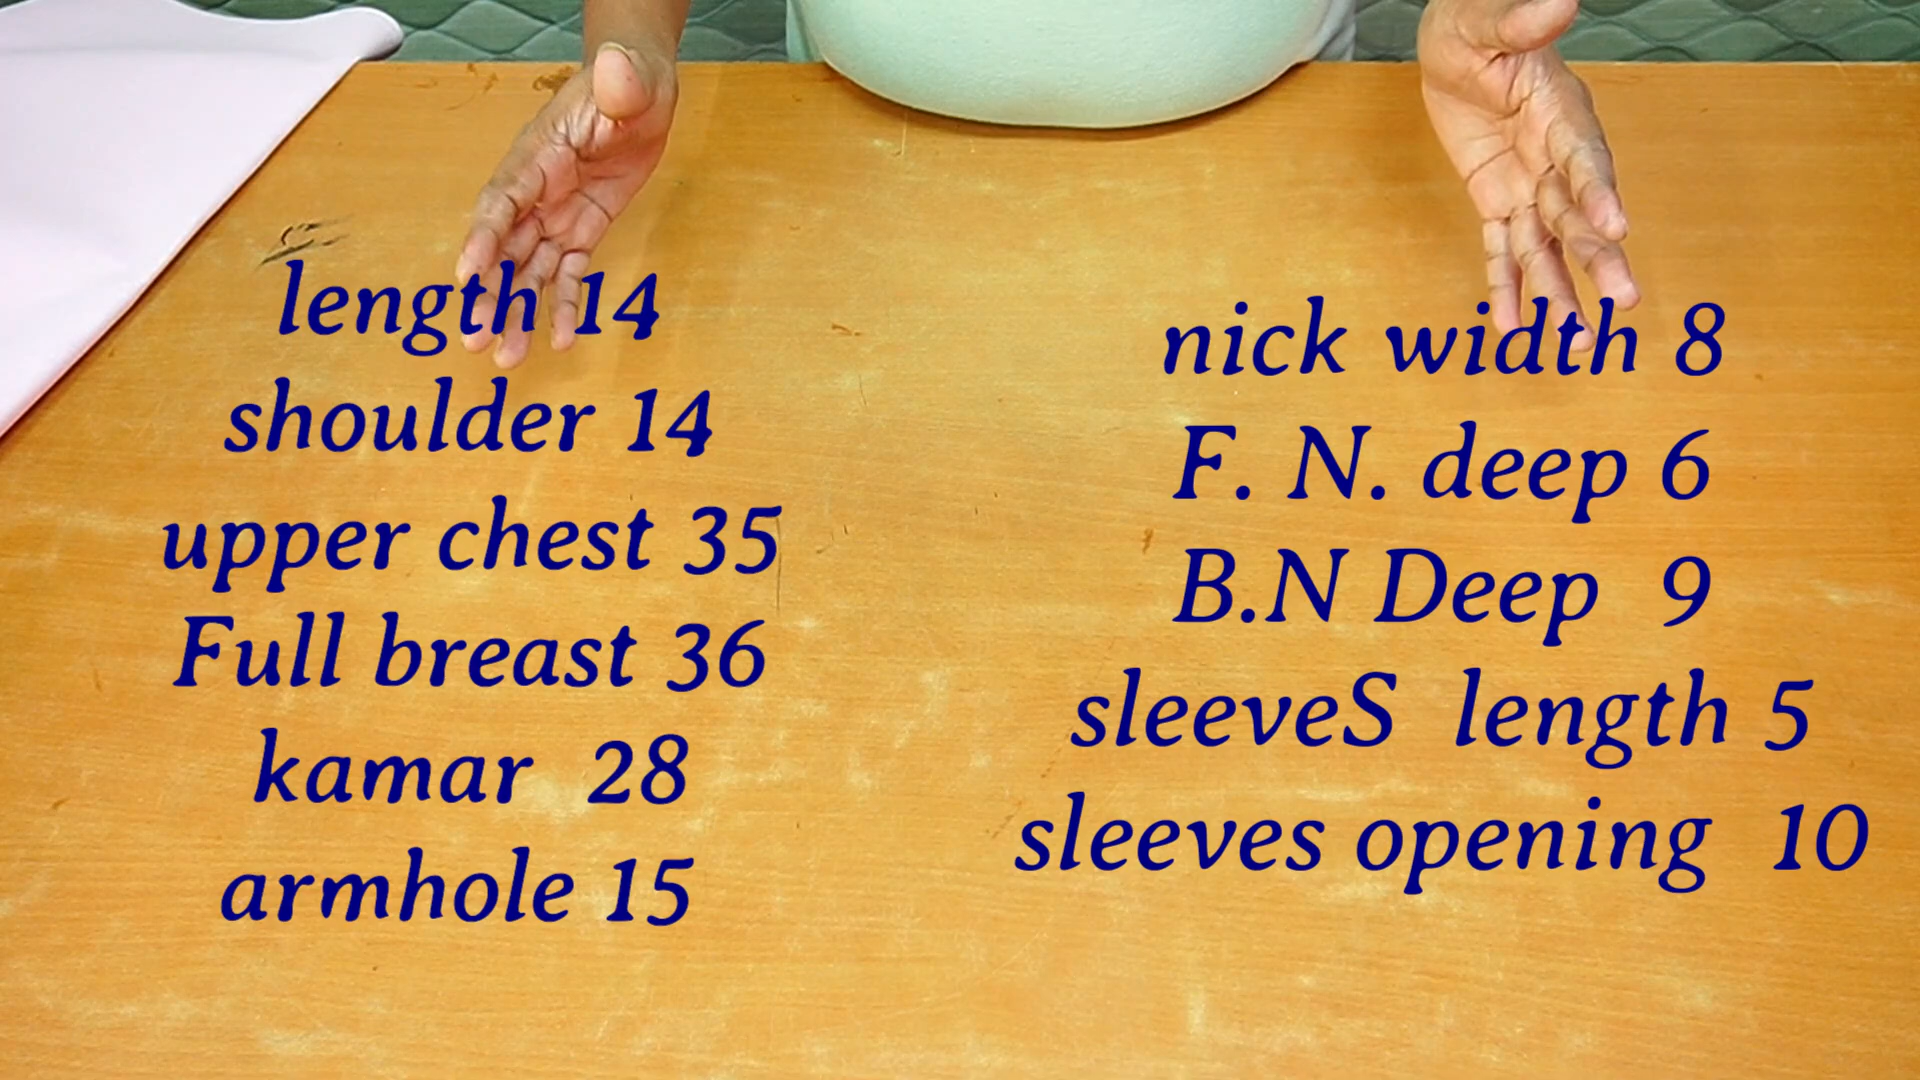 length 14
shoulder 14
upper chest 35
Full breast 36
kamar 28
armhole 15
nick width 8
F. N. deep 6
B.N Deep 9
sleeveS length 5
sleeves opening 10